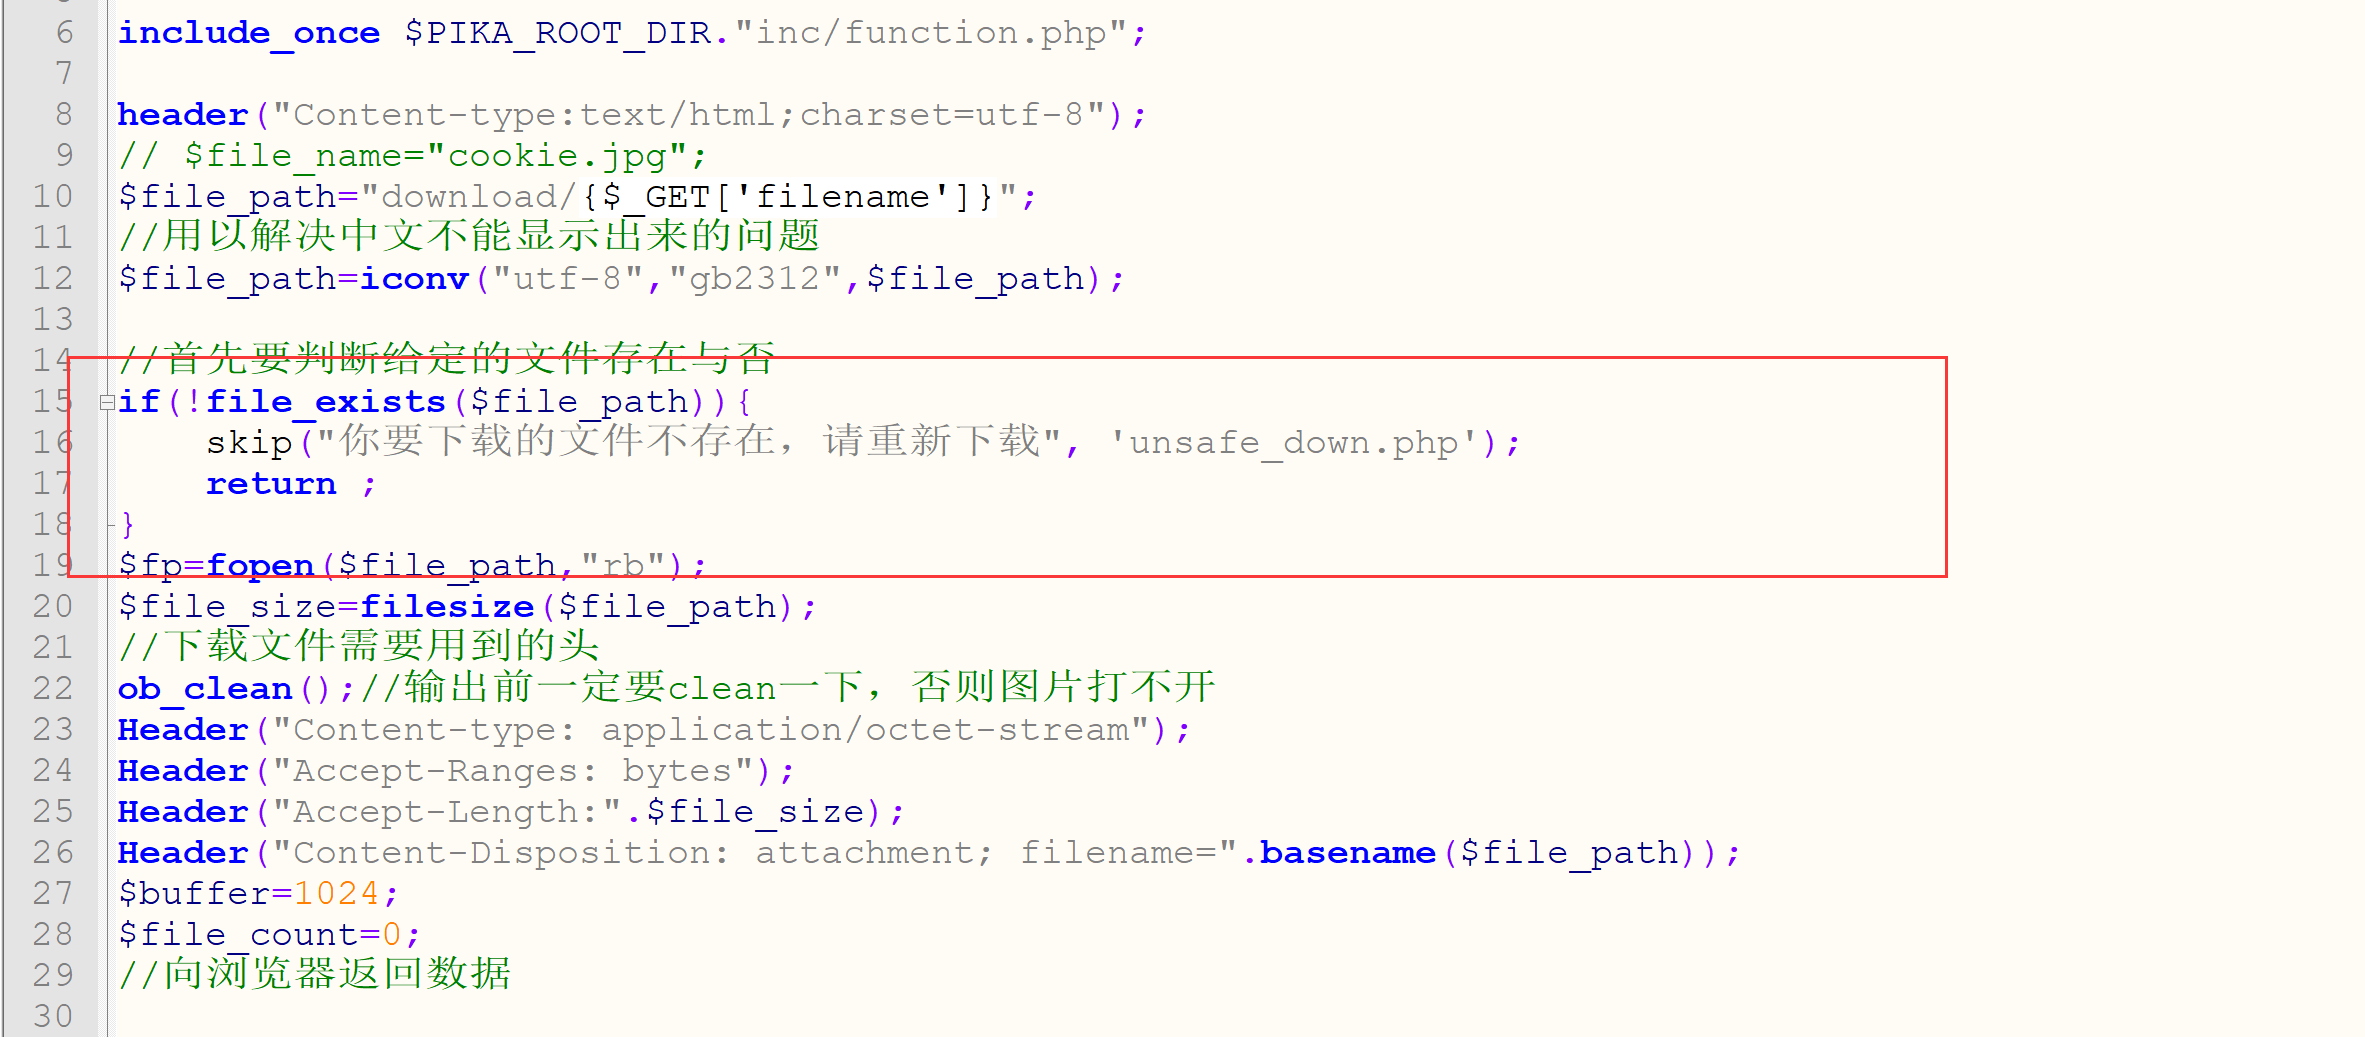 6 include_once $PIKA_ROOT_DIR."inc/function.php";
7
8 header("Content-type:text/html;charset=utf-8");
9 // $file_name="cookie.jpg";
10 $file_path="download/{$_GET['filename']}";
11 //用以解决中文不能显示出来的问题
12 $file_path=iconv("utf-8","gb2312",$file_path);
13
14 //首先要判断给定的文件存在与否
15 if(!file_exists($file_path)){
16 skip("你要下载的文件不存在，请重新下载", 'unsafe_down.php');
17 return ;
18 }
19 $fp=fopen($file_path,"rb");
20 $file_size=filesize($file_path);
21 //下载文件需要用到的头
22 ob_clean();//输出前一定要clean一下，否则图片打不开
23 Header("Content-type: application/octet-stream");
24 Header("Accept-Ranges: bytes");
25 Header("Accept-Length:".$file_size);
26 Header("Content-Disposition: attachment; filename=".basename($file_path));
27 $buffer=1024;
28 $file_count=0;
29 //向浏览器返回数据
30